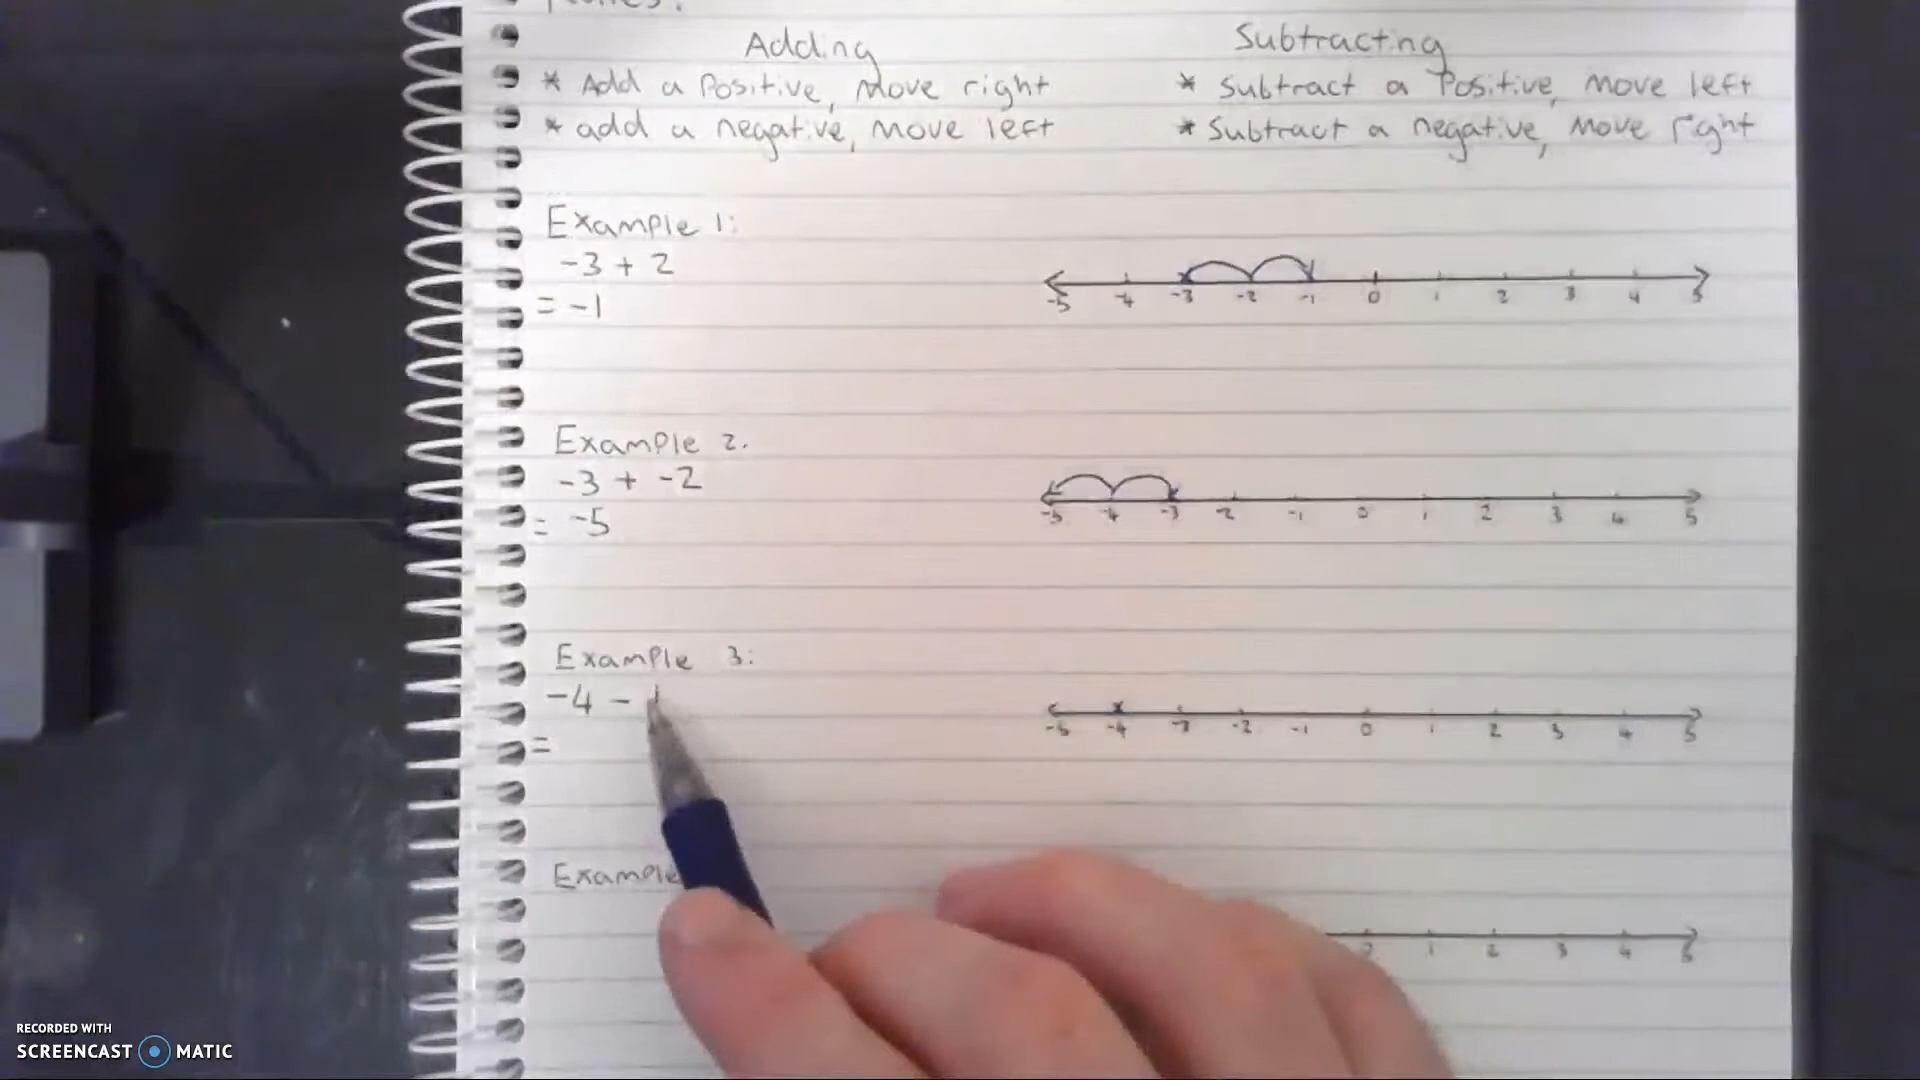 Adding
* Add a Positive, Move right
* add a negative, move left
Subtracting
* Subtract a Positive, Move left
* Subtract a negative, Move right
Example 1:
-3 + 2
= -1
-5 -4 -3 -2 -1 0 1 2 3 4 5
Example 2.
-3 + -2
= -5
-5 -4 -3 -2 -1 0 1 2 3 4 5
Example 3:
-4 - 1
=
-5 -4 -3 -2 -1 0 1 2 3 4 5
Example
1 2 3 4 5
RECORDED WITH
SCREENCAST MATIC